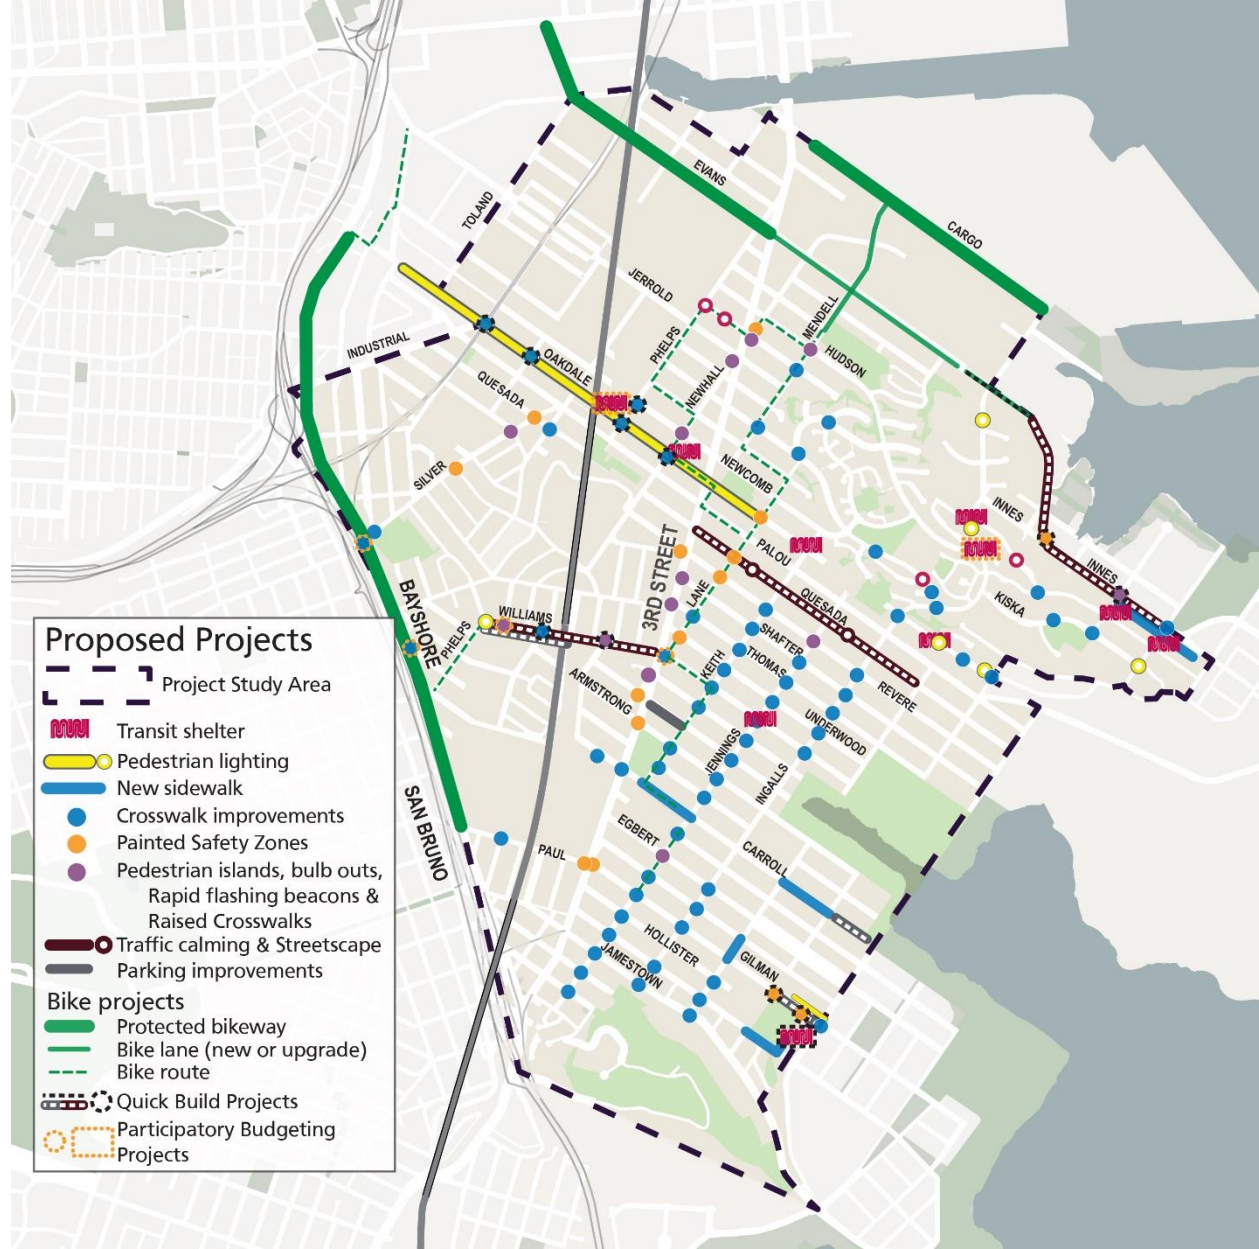 EVANS
TOLAND
CARGO
JERROLD
MENDELL
PHELPS
INDUSTRIAL
OAKDALE
HUDSON
NEWHALL
QUESADA
SILVER
NEWCOMB
INNES
3RD STREET
PALOU
INNES
BAYSHORE
LANE
QUESADA
KISKA
WILLIAMS
PHELPS
SHAFTER
THOMAS
KEITH
REVERE
ARMSTRONG
UNDERWOOD
JENNINGS
INGALLS
SAN BRUNO
EGBERT
CARROLL
PAUL
HOLLISTER
GILMAN
JAMESTOWN
Proposed Projects
Project Study Area
Transit shelter
Pedestrian lighting
New sidewalk
Crosswalk improvements
Painted Safety Zones
Pedestrian islands, bulb outs,
Rapid flashing beacons &
Raised Crosswalks
Traffic calming & Streetscape
Parking improvements
Bike projects
Protected bikeway
Bike lane (new or upgrade)
Bike route
Quick Build Projects
Participatory Budgeting
Projects